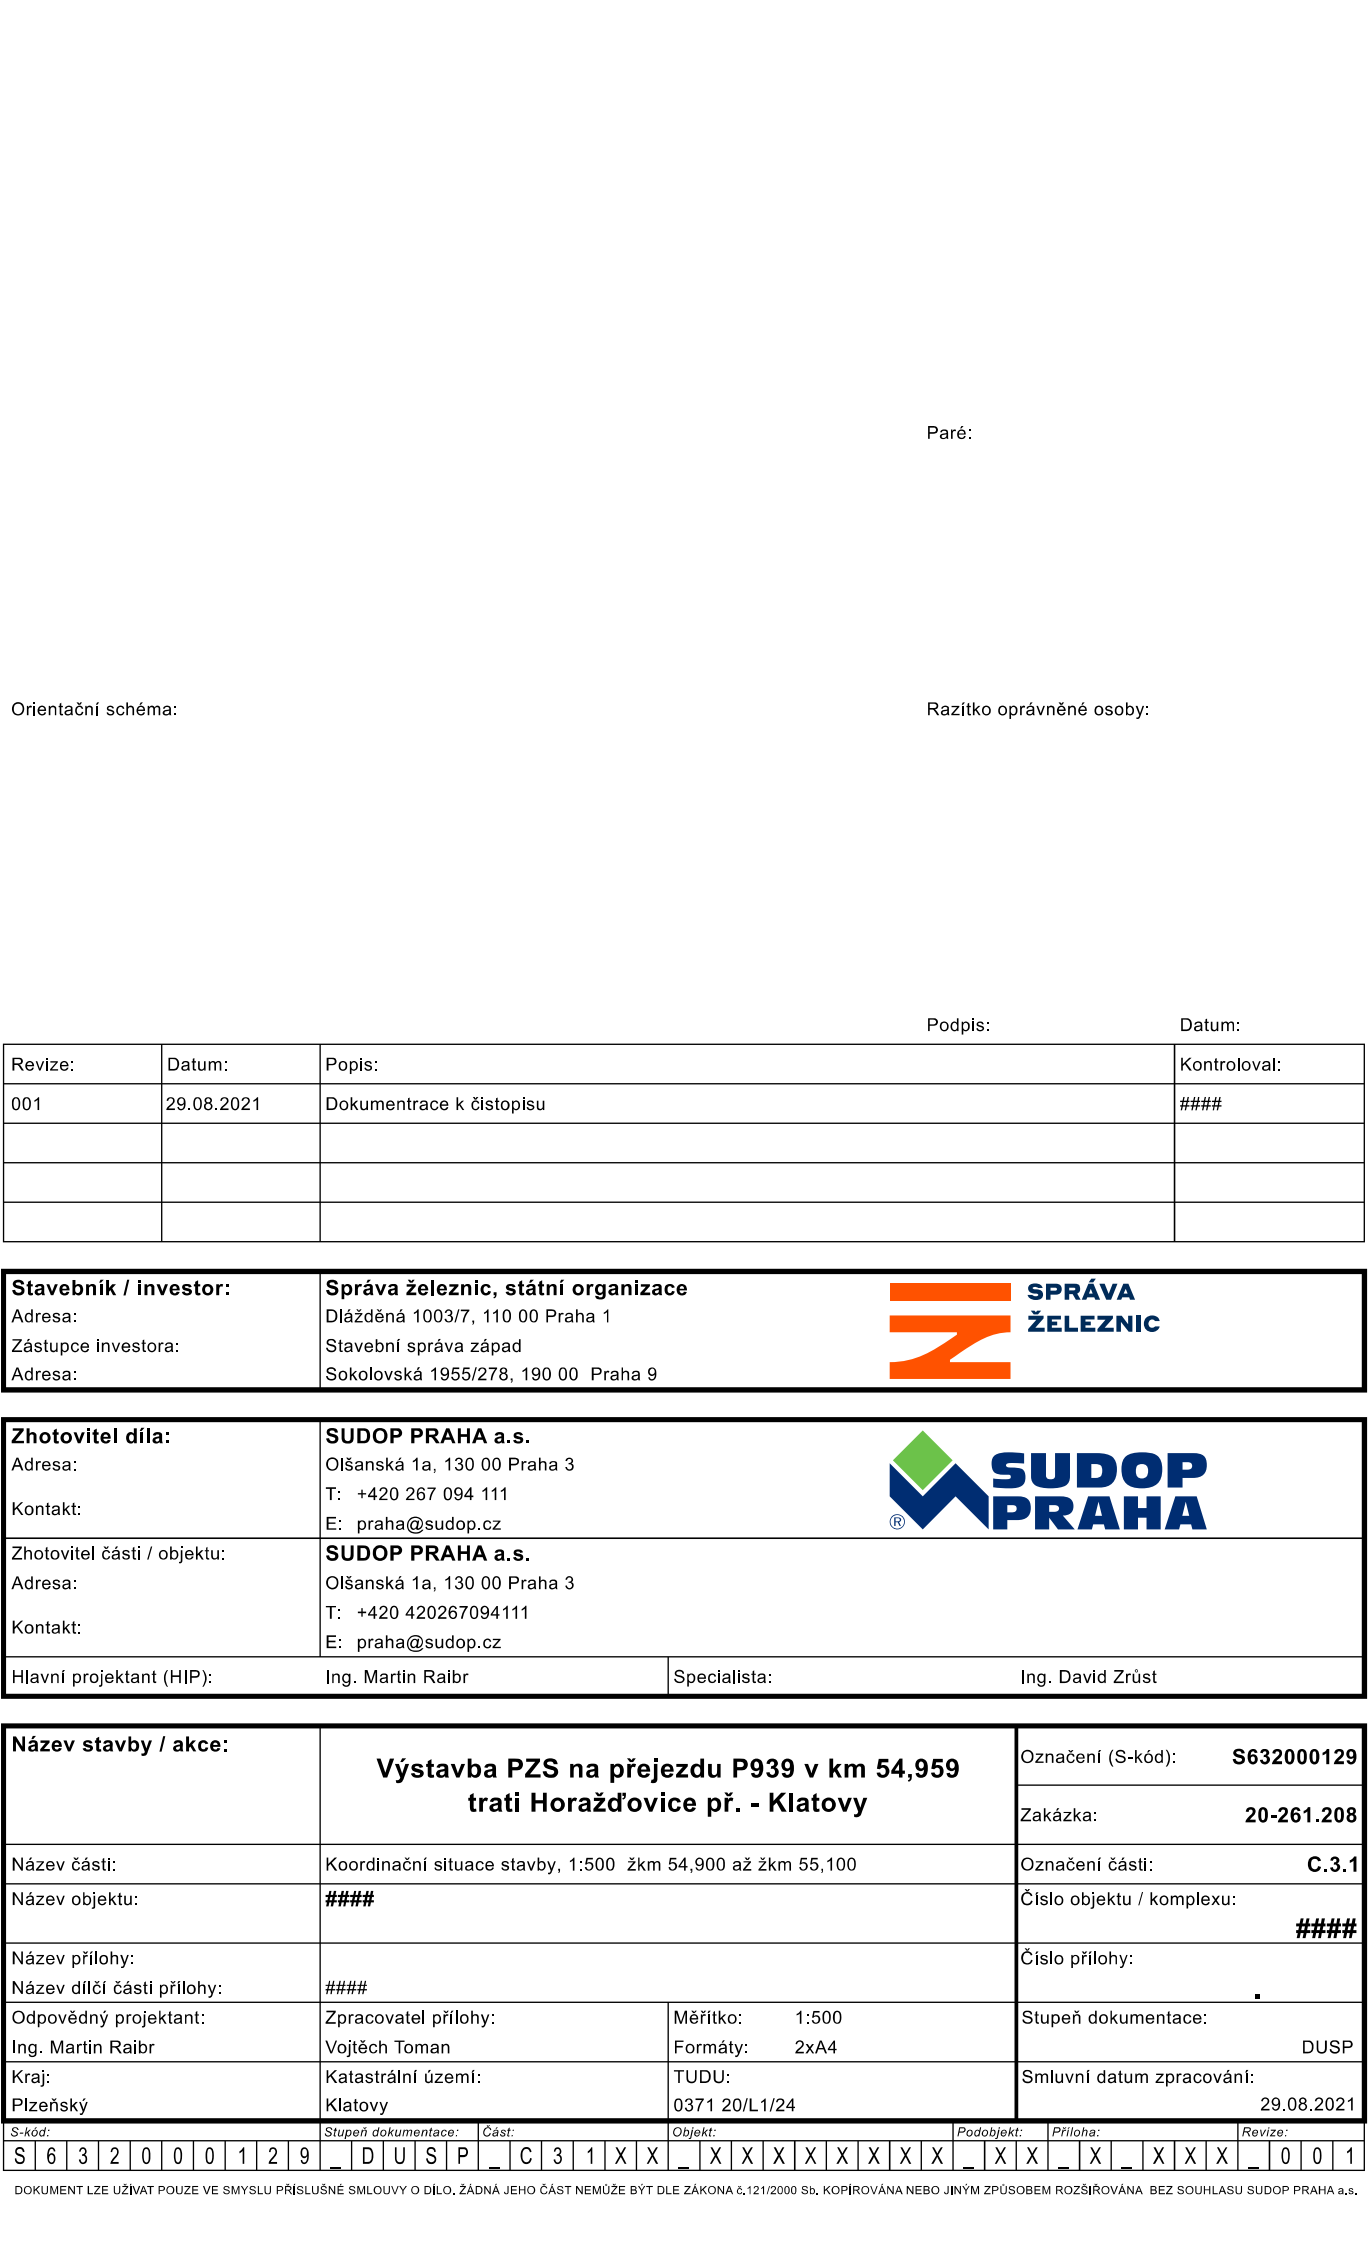 Paré:
Orientační schéma: Razítko oprávněné osoby:
Podpis: Datum:
Revize: Datum: Popis: Kontroloval:
001 29.08.2021 Dokumentrace k čistopisu ####
Stavebník / investor: Správa železnic, státní organizace
Adresa: Dlážděná 1003/7, 110 00 Praha 1
Zástupce investora: Stavební správa západ
Adresa: Sokolovská 1955/278, 190 00 Praha 9
SPRÁVA
ŽELEZNIC
Zhotovitel díla: SUDOP PRAHA a.s.
Adresa: Olšanská 1a, 130 00 Praha 3
Kontakt: T: +420 267 094 111
E: praha@sudop.cz
SUDOP
PRAHA
®
Zhotovitel části / objektu: SUDOP PRAHA a.s.
Adresa: Olšanská 1a, 130 00 Praha 3
Kontakt: T: +420 420267094111
E: praha@sudop.cz
Hlavní projektant (HIP): Ing. Martin Raibr Specialista: Ing. David Zrůst
Název stavby / akce:
Výstavba PZS na přejezdu P939 v km 54,959
trati Horažďovice př. - Klatovy
Označení (S-kód): S632000129
Zakázka: 20-261.208
Název části: Koordinační situace stavby, 1:500 žkm 54,900 až žkm 55,100 Označení části: C.3.1
Název objektu: #### Číslo objektu / komplexu:
####
Název přílohy: Číslo přílohy:
Název dílčí části přílohy: #### .
Odpovědný projektant: Zpracovatel přílohy: Měřítko: 1:500 Stupeň dokumentace:
Ing. Martin Raibr Vojtěch Toman Formáty: 2xA4 DUSP
Kraj: Katastrální území: TUDU: Smluvní datum zpracování:
Plzeňský Klatovy 0371 20/L1/24 29.08.2021
S-kód: Stupeň dokumentace: Část: Objekt: Podobjekt: Příloha: Revize:
S 6 3 2 0 0 0 1 2 9 _ D U S P _ C 3 1 X X _ X X X X X X X X _ X X _ X _ X X X _ 0 0 1
DOKUMENT LZE UŽÍVAT POUZE VE SMYSLU PŘÍSLUŠNÉ SMLOUVY O DÍLO. ŽÁDNÁ JEHO ČÁST NEMŮŽE BÝT DLE ZÁKONA č.121/2000 Sb. KOPÍROVÁNA NEBO JINÝM ZPŮSOBEM ROZŠIŘOVÁNA BEZ SOUHLASU SUDOP PRAHA a.s.